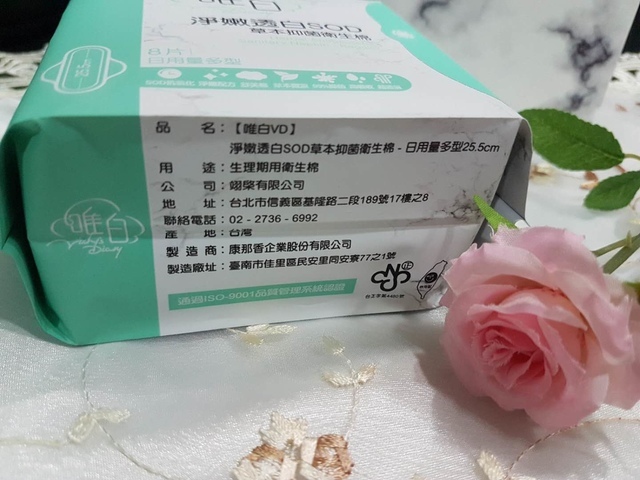 唯白
淨嫩透白SOD
草本抑菌衛生棉
8片
日用量多型
品　名：【唯白VD】
淨嫩透白SOD草本抑菌衛生棉 - 日用量多型25.5cm
用　途：生理期用衛生棉
公　司：翊榮有限公司
地　址：台北市信義區基隆路二段189號17樓之8
聯絡電話：02 - 2736 - 6992
產　地：台灣
製 造 商：康那香企業股份有限公司
製造廠址：臺南市佳里區民安里同安寮77之1號
通過ISO-9001品質管理系統認證
唯白